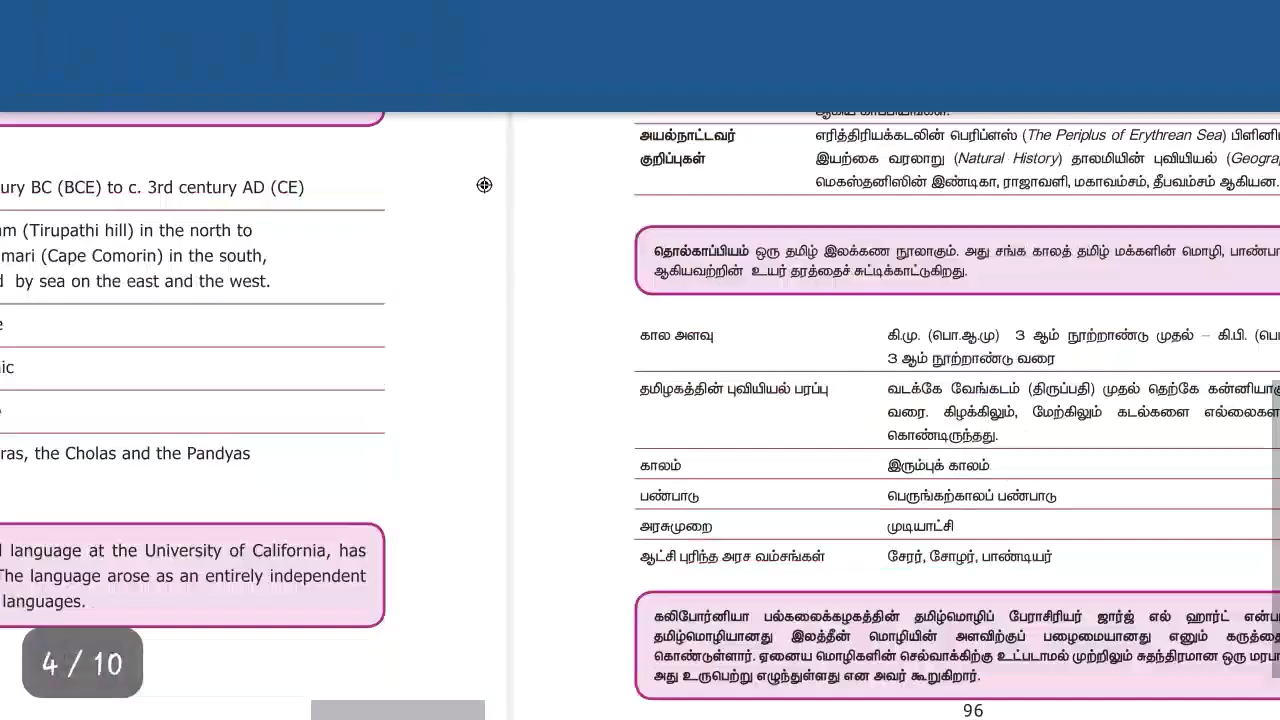 ury BC (BCE) to c. 3rd century AD (CE)
am (Tirupathi hill) in the north to
mari (Cape Comorin) in the south,
by sea on the east and the west.
ras, the Cholas and the Pandyas
language at the University of California, has
The language arose as an entirely independent
languages.
4 / 10
அயல்நாட்டவர் எரித்திரியக்கடலின் பெரிப்ளஸ் (The Periplus of Erythrean Sea) பிளினி
குறிப்புகள் இயற்கை வரலாறு (Natural History) தாலமியின் புவியியல் (Geogra
மெகஸ்தனிஸின் இண்டிகா, ராஜாவளி, மகாவம்சம், தீபவம்சம் ஆகியன.
தொல்காப்பியம் ஒரு தமிழ் இலக்கண நூலாகும். அது சங்க காலத் தமிழ் மக்களின் மொழி, பாண்பா
ஆகியவற்றின் உயர் தரத்தைச் சுட்டிக்காட்டுகிறது.
கால அளவு கி.மு. (பொ.ஆ.மு) 3 ஆம் நூற்றாண்டு முதல் – கி.பி. (பொ
3 ஆம் நூற்றாண்டு வரை
தமிழகத்தின் புவியியல் பரப்பு வடக்கே வேங்கடம் (திருப்பதி) முதல் தெற்கே கன்னியாகு
வரை. கிழக்கிலும், மேற்கிலும் கடல்களை எல்லைகள
கொண்டிருந்தது.
காலம் இரும்புக் காலம்
பண்பாடு பெருங்கற்காலப் பண்பாடு
அரசுமுறை முடியாட்சி
ஆட்சி புரிந்த அரச வம்சங்கள் சேரர், சோழர், பாண்டியர்
கலிபோர்னியா பல்கலைக்கழகத்தின் தமிழ்மொழிப் பேராசிரியர் ஜார்ஜ் எல் ஹார்ட் என்ப
தமிழ்மொழியானது இலத்தீன் மொழியின் அளவிற்குப் பழைமையானது எனும் கருத்தை
கொண்டுள்ளார். ஏனைய மொழிகளின் செல்வாக்கிற்கு உட்படாமல் முற்றிலும் சுதந்திரமான ஒரு மரபா
அது உருபெற்று எழுந்துள்ளது என அவர் கூறுகிறார்.
96